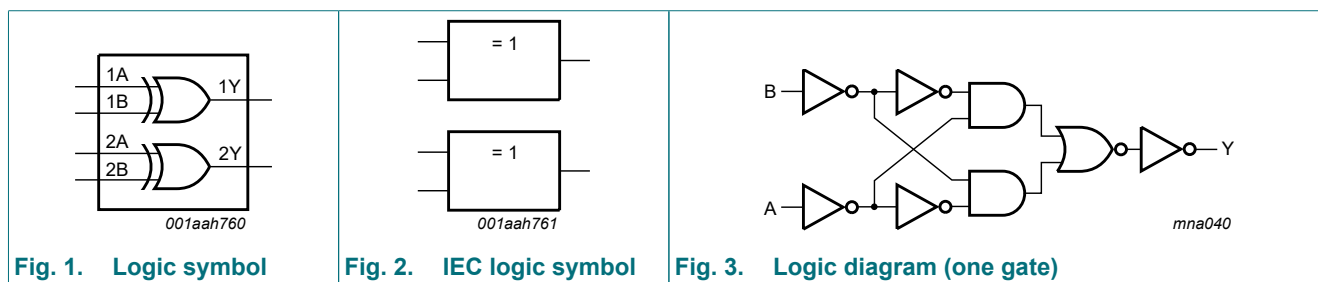 1A
1Y
1B
2A
2Y
2B
001aah760
Fig. 1. Logic symbol
= 1
= 1
001aah761
Fig. 2. IEC logic symbol
B
Y
A
mna040
Fig. 3. Logic diagram (one gate)